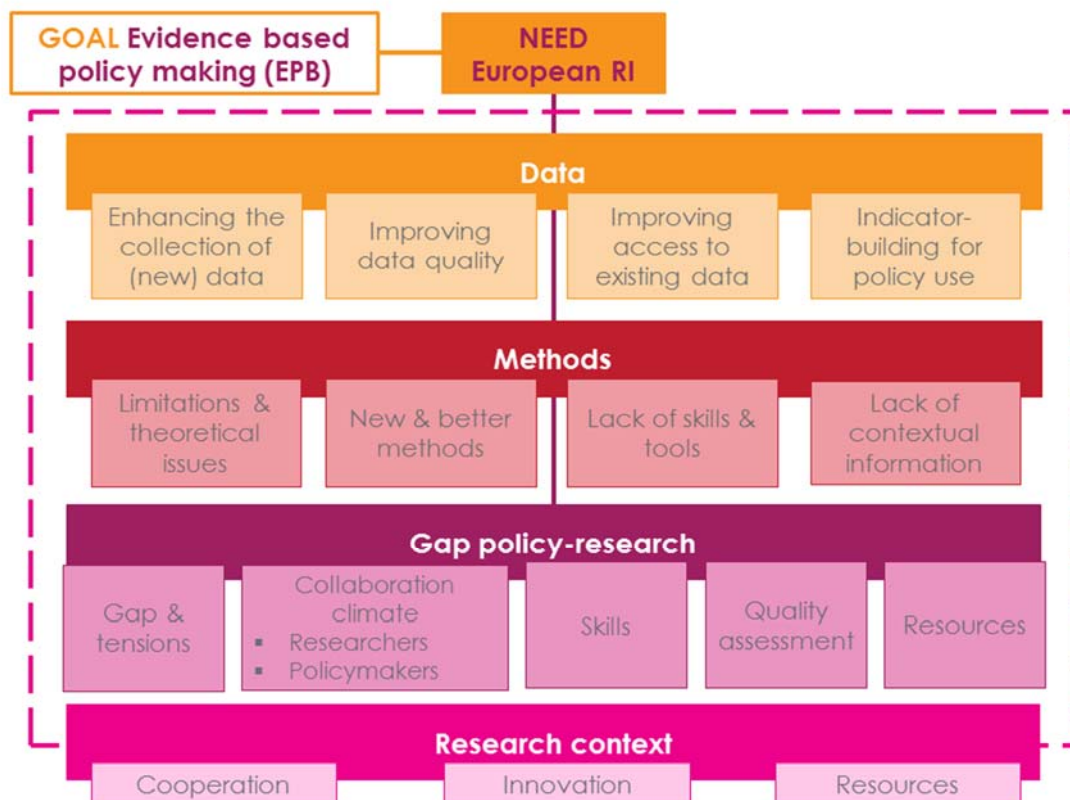 GOAL Evidence based
policy making (EPB)
NEED
European RI
Data
Enhancing the
collection of
(new) data
Improving
data quality
Improving
access to
existing data
Indicator-
building for
policy use
Methods
Limitations &
theoretical
issues
New & better
methods
Lack of skills &
tools
Lack of
contextual
information
Gap policy-research
Gap &
tensions
Collaboration
climate
▪ Researchers
▪ Policymakers
Skills
Quality
assessment
Resources
Research context
Cooperation
Innovation
Resources